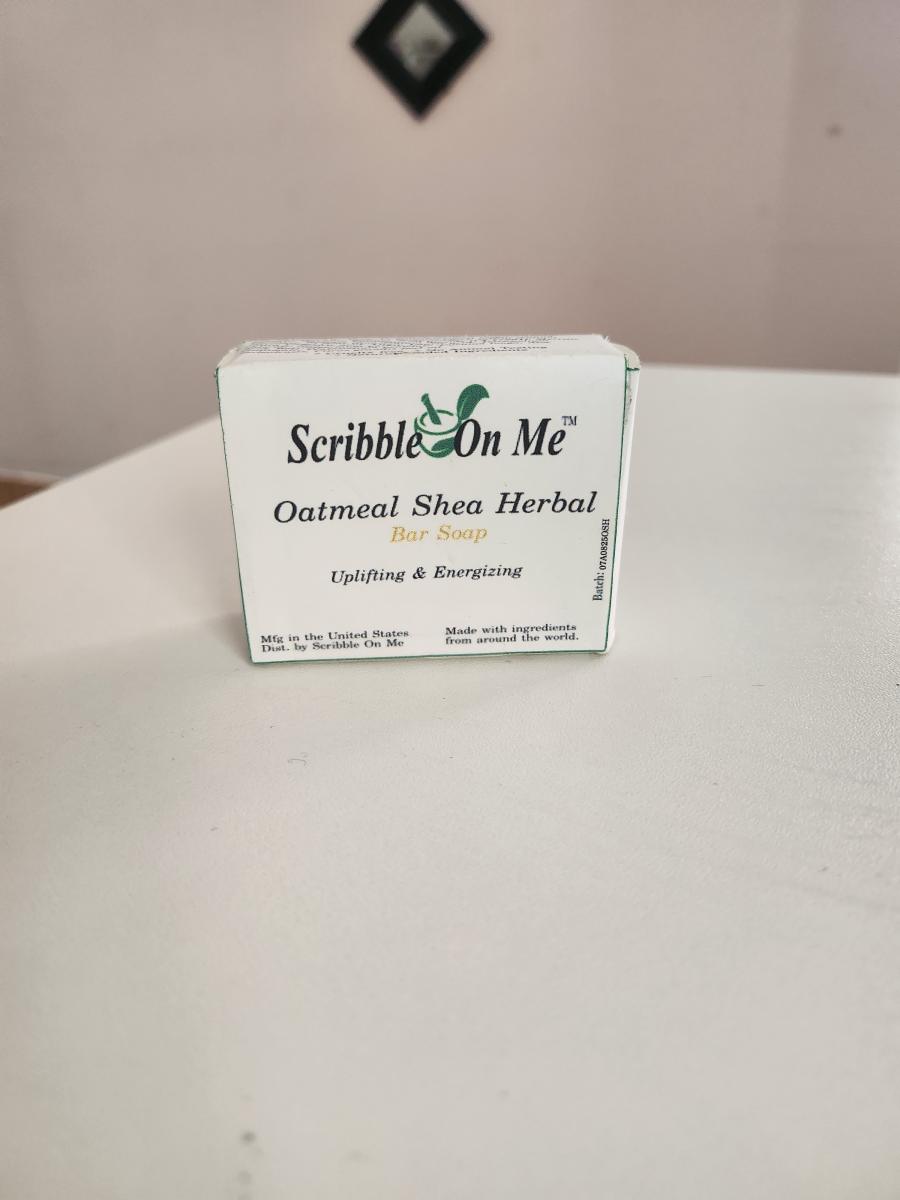 Scribble On Me™
Oatmeal Shea Herbal
Bar Soap
Uplifting & Energizing
Mfg in the United States
Dist. by Scribble On Me
Made with ingredients
from around the world.
Batch: 07A0825OSH